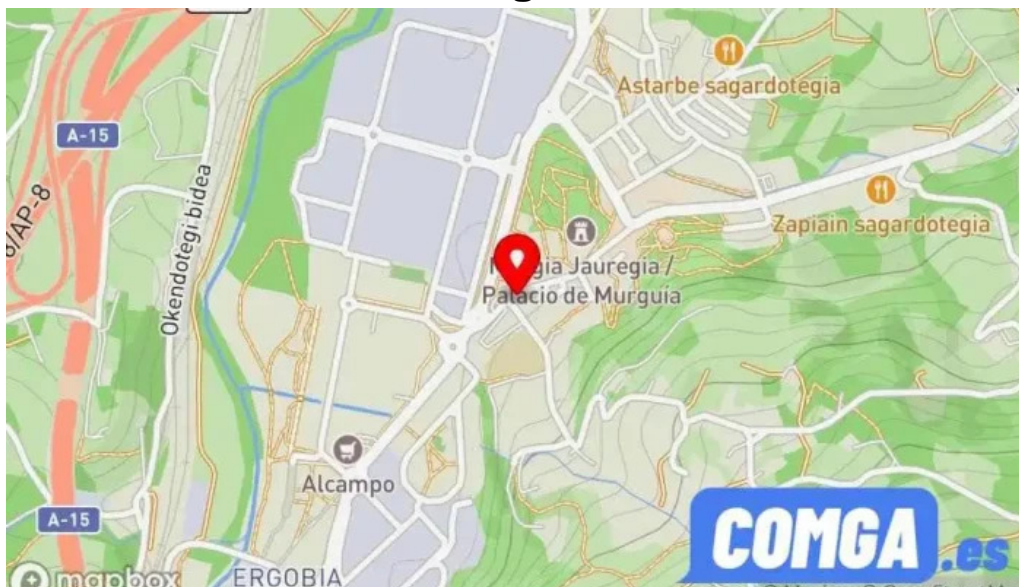 Astarbe sagardotegia
A-15
8/AP-8
Okendotegi bidea
Zapiain sagardotegia
Jauregia /
Palacio de Murguía
Alcampo
A-15
COMGA.es
mapbox
ERGOBIA